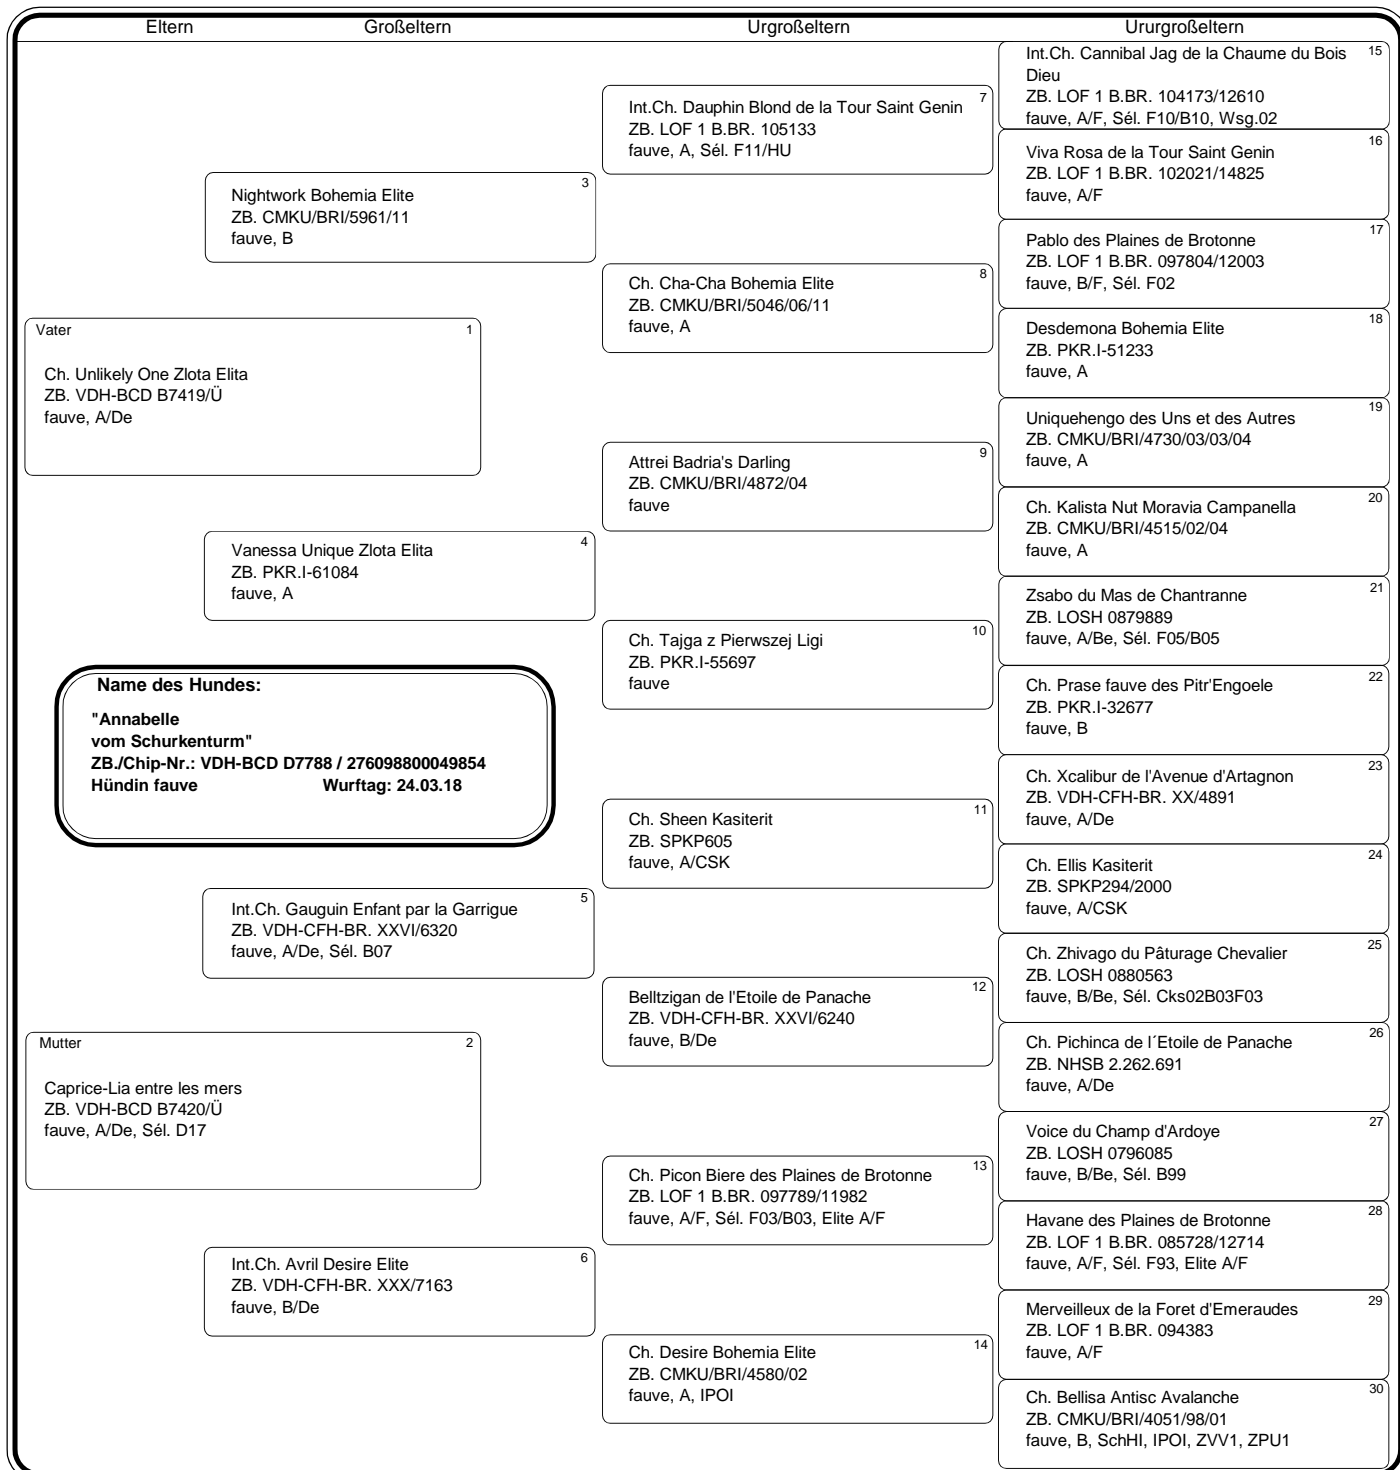 Eltern Großeltern Urgroßeltern Ururgroßeltern
Vater 1
Ch. Unlikely One Zlota Elita
ZB. VDH-BCD B7419/Ü
fauve, A/De
Name des Hundes:
"Annabelle
vom Schurkenturm"
ZB./Chip-Nr.: VDH-BCD D7788 / 276098800049854
Hündin fauve Wurftag: 24.03.18
Mutter 2
Caprice-Lia entre les mers
ZB. VDH-BCD B7420/Ü
fauve, A/De, Sél. D17
Nightwork Bohemia Elite 3
ZB. CMKU/BRI/5961/11
fauve, B
Vanessa Unique Zlota Elita 4
ZB. PKR.I-61084
fauve, A
Int.Ch. Gauguin Enfant par la Garrigue 5
ZB. VDH-CFH-BR. XXVI/6320
fauve, A/De, Sél. B07
Int.Ch. Avril Desire Elite 6
ZB. VDH-CFH-BR. XXX/7163
fauve, B/De
Int.Ch. Dauphin Blond de la Tour Saint Genin 7
ZB. LOF 1 B.BR. 105133
fauve, A, Sél. F11/HU
Ch. Cha-Cha Bohemia Elite 8
ZB. CMKU/BRI/5046/06/11
fauve, A
Attrei Badria's Darling 9
ZB. CMKU/BRI/4872/04
fauve
Ch. Tajga z Pierwszej Ligi 10
ZB. PKR.I-55697
fauve
Ch. Sheen Kasiterit 11
ZB. SPKP605
fauve, A/CSK
Belltzigan de l'Etoile de Panache 12
ZB. VDH-CFH-BR. XXVI/6240
fauve, B/De
Ch. Picon Biere des Plaines de Brotonne 13
ZB. LOF 1 B.BR. 097789/11982
fauve, A/F, Sél. F03/B03, Elite A/F
Ch. Desire Bohemia Elite 14
ZB. CMKU/BRI/4580/02
fauve, A, IPOI
Int.Ch. Cannibal Jag de la Chaume du Bois 15
Dieu
ZB. LOF 1 B.BR. 104173/12610
fauve, A/F, Sél. F10/B10, Wsg.02
Viva Rosa de la Tour Saint Genin 16
ZB. LOF 1 B.BR. 102021/14825
fauve, A/F
Pablo des Plaines de Brotonne 17
ZB. LOF 1 B.BR. 097804/12003
fauve, B/F, Sél. F02
Desdemona Bohemia Elite 18
ZB. PKR.I-51233
fauve, A
Uniquehengo des Uns et des Autres 19
ZB. CMKU/BRI/4730/03/03/04
fauve, A
Ch. Kalista Nut Moravia Campanella 20
ZB. CMKU/BRI/4515/02/04
fauve, A
Zsabo du Mas de Chantranne 21
ZB. LOSH 0879889
fauve, A/Be, Sél. F05/B05
Ch. Prase fauve des Pitr'Engoele 22
ZB. PKR.I-32677
fauve, B
Ch. Xcalibur de l'Avenue d'Artagnon 23
ZB. VDH-CFH-BR. XX/4891
fauve, A/De
Ch. Ellis Kasiterit 24
ZB. SPKP294/2000
fauve, A/CSK
Ch. Zhivago du Pâturage Chevalier 25
ZB. LOSH 0880563
fauve, B/Be, Sél. Cks02B03F03
Ch. Pichinca de l´Etoile de Panache 26
ZB. NHSB 2.262.691
fauve, A/De
Voice du Champ d'Ardoye 27
ZB. LOSH 0796085
fauve, B/Be, Sél. B99
Havane des Plaines de Brotonne 28
ZB. LOF 1 B.BR. 085728/12714
fauve, A/F, Sél. F93, Elite A/F
Merveilleux de la Foret d'Emeraudes 29
ZB. LOF 1 B.BR. 094383
fauve, A/F
Ch. Bellisa Antisc Avalanche 30
ZB. CMKU/BRI/4051/98/01
fauve, B, SchHI, IPOI, ZVV1, ZPU1